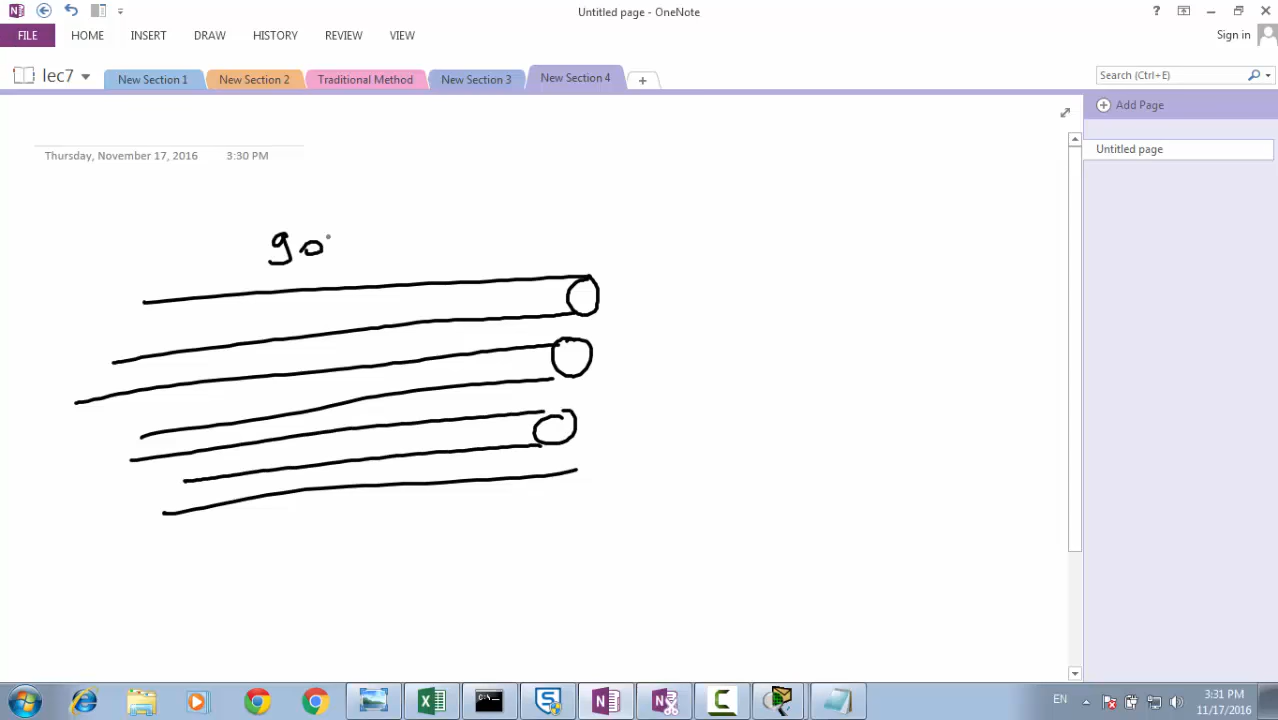 Untitled page - OneNote
?
Sign in
FILE HOME INSERT DRAW HISTORY REVIEW VIEW
lec7
New Section 1 New Section 2 Traditional Method New Section 3 New Section 4
Search (Ctrl+E)
Add Page
Untitled page
Thursday, November 17, 2016 3:30 PM
go
EN
3:31 PM
11/17/2016